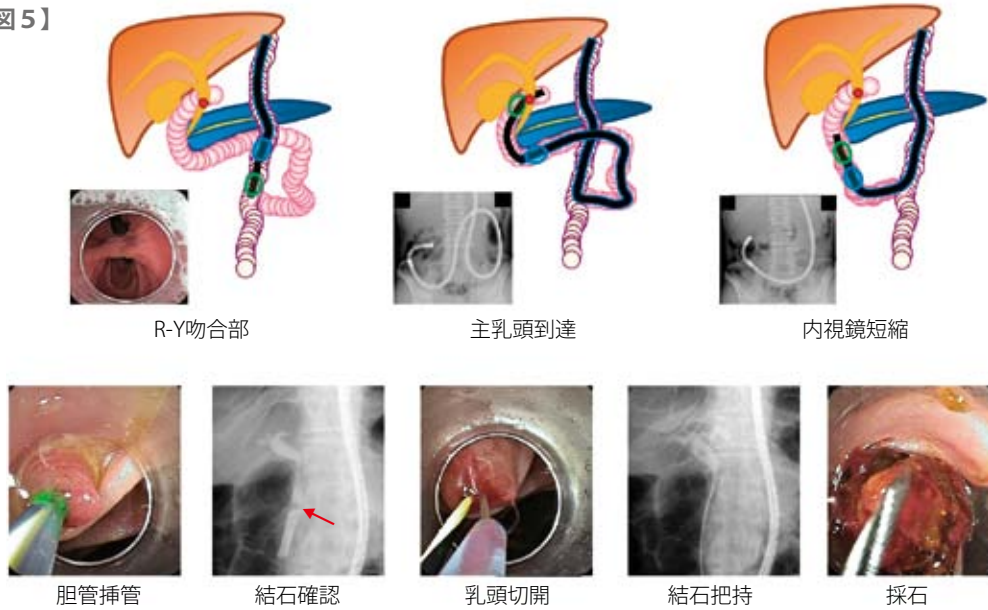 図5】
R-Y吻合部
主乳頭到達
内視鏡短縮
胆管挿管
結石確認
乳頭切開
結石把持
採石